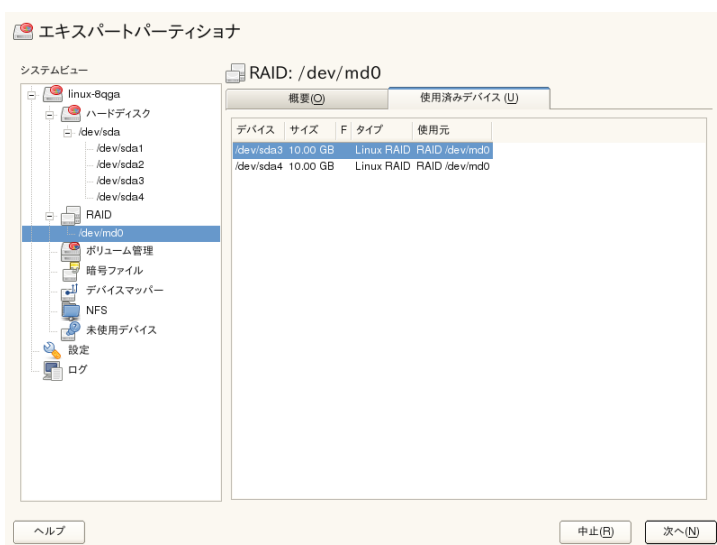 エキスパートパーティショナ
システムビュー
linux-8qga
ハードディスク
/dev/sda
/dev/sda1
/dev/sda2
/dev/sda3
/dev/sda4
RAID
/dev/md0
ボリューム管理
暗号ファイル
デバイスマッパー
NFS
未使用デバイス
設定
ログ
RAID: /dev/md0
概要(O) 使用済みデバイス (U)
デバイス サイズ F タイプ 使用元
/dev/sda3 10.00 GB Linux RAID RAID /dev/md0
/dev/sda4 10.00 GB Linux RAID RAID /dev/md0
ヘルプ 中止(R) 次へ(N)